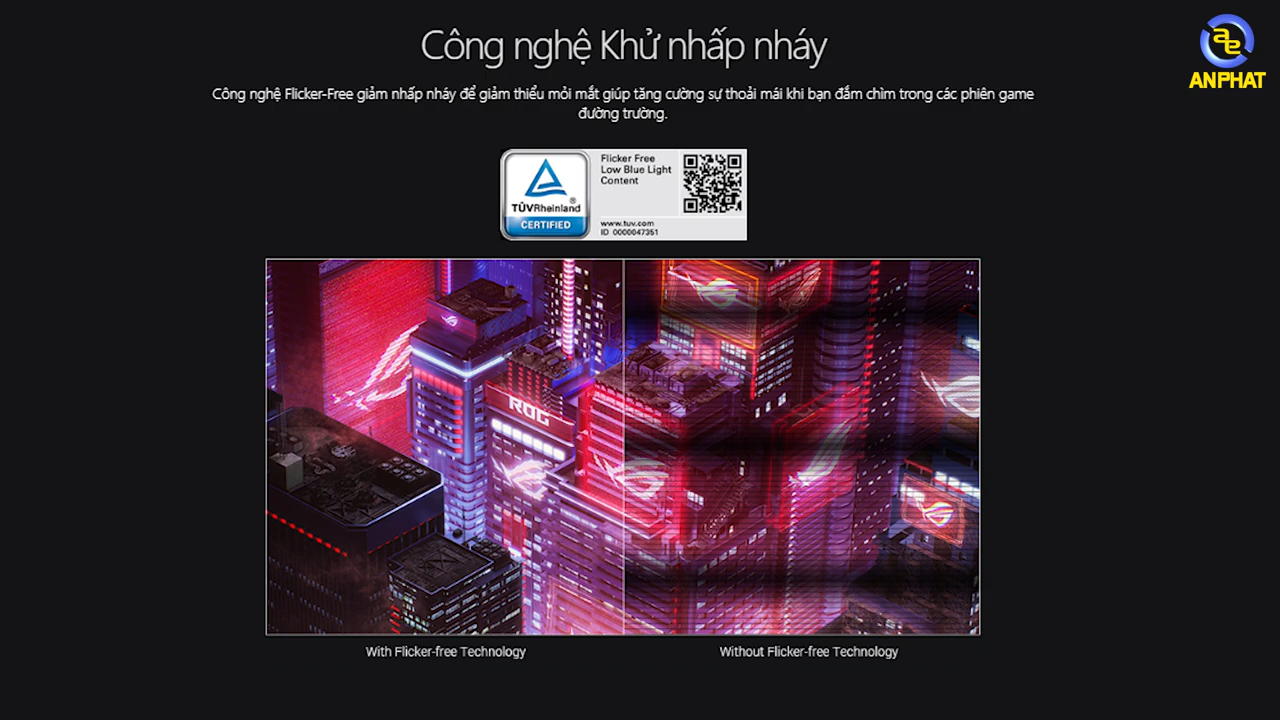 Công nghệ Khử nhấp nháy
ae
ANPHAT
Công nghệ Flicker-Free giảm nhấp nháy để giảm thiểu mỏi mắt giúp tăng cường sự thoải mái khi bạn đắm chìm trong các phiên game
đường trường.
Flicker Free
Low Blue Light
Content
TÜVRheinland®
CERTIFIED
www.tuv.com
ID 0000047351
ROG
With Flicker-free Technology
Without Flicker-free Technology